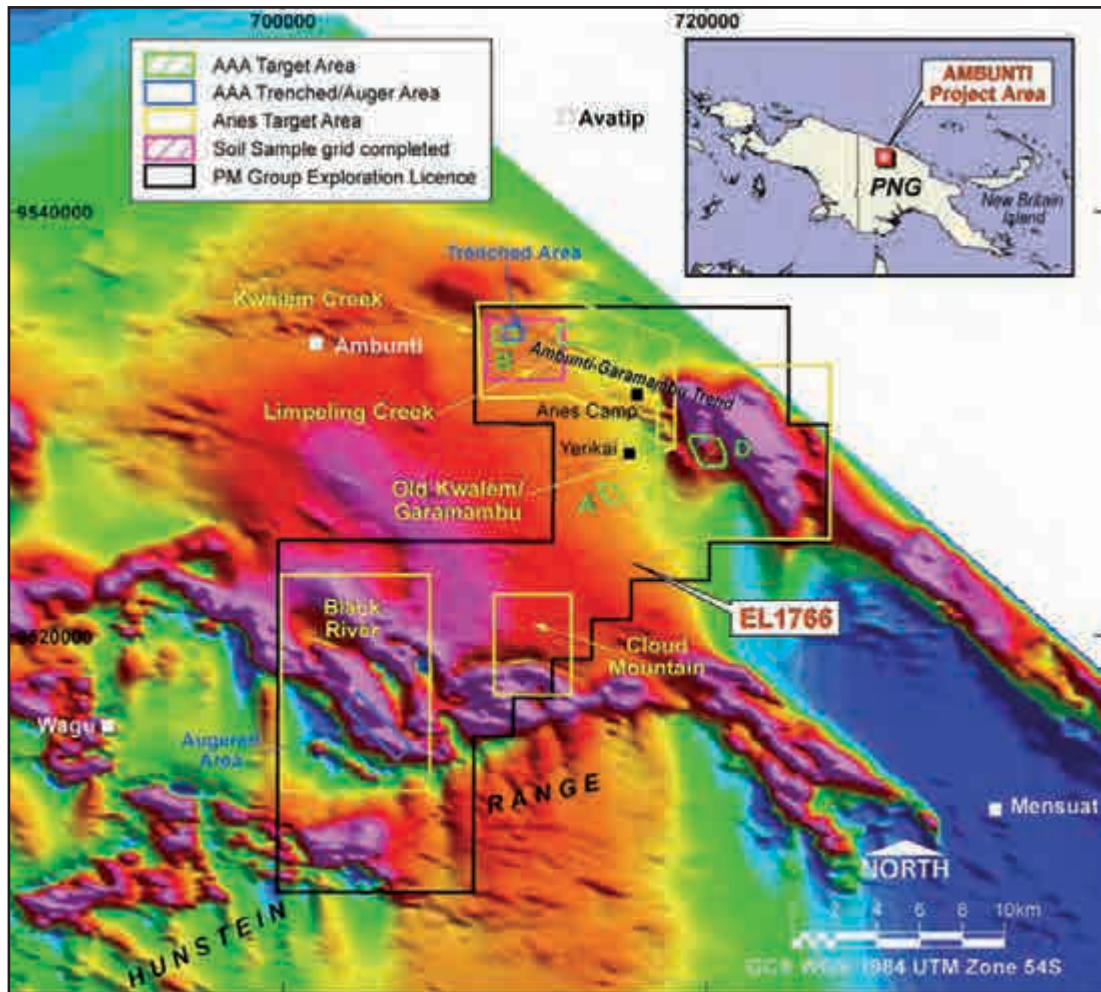 700000
720000
AAA Target Area
AAA Trenched/Auger Area
Aries Target Area
Soil Sample grid completed
PM Group Exploration Licence
Avatip
AMBUNTI
Project Area
PNG
New Britain
Island
9540000
Trenched Area
Kwalem Creek
Ambunti
B
Ambunti-Garamambu Trend
Limpeling Creek
Aries Camp
Yerikai
D
Old Kwalem/
Garamambu
A
EL1766
Black
River
9620000
Cloud
Mountain
Wagu
Augered
Area
RANGE
Mensuat
NORTH
HUNSTEIN
2 4 6 8 10km
1984 UTM Zone 54S